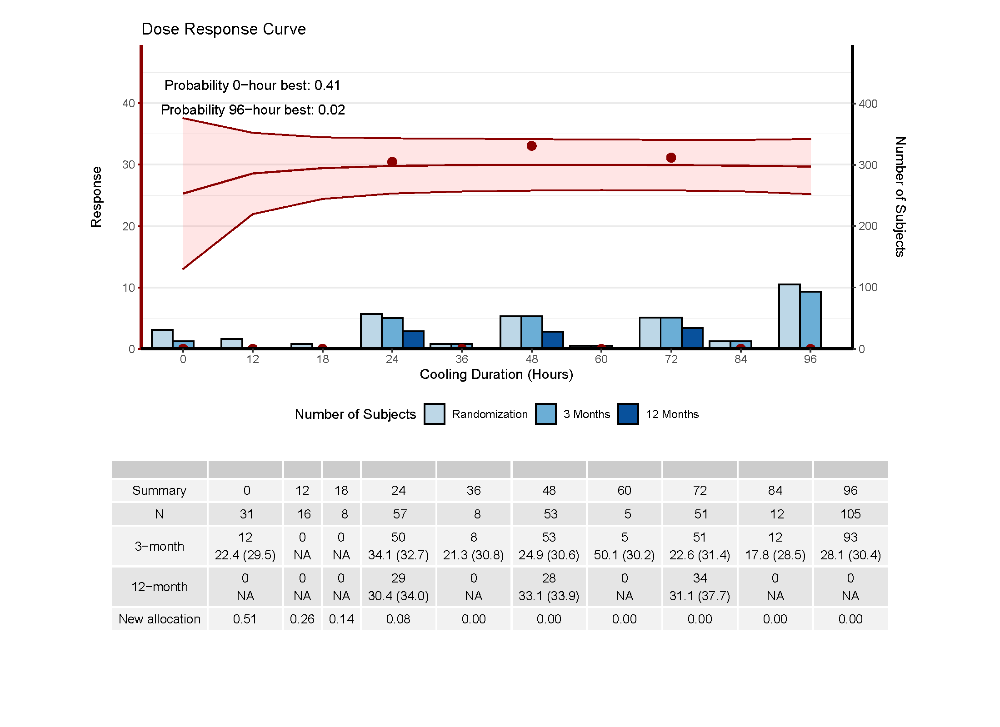 Dose Response Curve
Probability 0−hour best: 0.41
Probability 96−hour best: 0.02
Response
40
30
20
10
0
400
300
200
100
0
Number of Subjects
0 12 18 24 36 48 60 72 84 96
Cooling Duration (Hours)
Number of Subjects Randomization 3 Months 12 Months
Summary 0 12 18 24 36 48 60 72 84 96
N 31 16 8 57 8 53 5 51 12 105
3−month
12 0 0 50 8 53 5 51 12 93
22.4 (29.5) NA NA 34.1 (32.7) 21.3 (30.8) 24.9 (30.6) 50.1 (30.2) 22.6 (31.4) 17.8 (28.5) 28.1 (30.4)
12−month
0 0 0 29 0 28 0 34 0 0
NA NA NA 30.4 (34.0) NA 33.1 (33.9) NA 31.1 (37.7) NA NA
New allocation 0.51 0.26 0.14 0.08 0.00 0.00 0.00 0.00 0.00 0.00